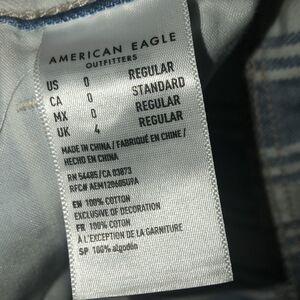 AMERICAN EAGLE
OUTFITTERS
US 0 REGULAR
CA 0 STANDARD
MX 0 REGULAR
UK 4 REGULAR
MADE IN CHINA / FABRIQUÉ EN CHINE /
HECHO EN CHINA
RN 54485/CA 03873
RFC# AEM120605UVA
EN 100% COTTON
EXCLUSIVE OF DECORATION
FR 100% COTON
À L'EXCEPTION DE LA GARNITURE
SP 100% algodón